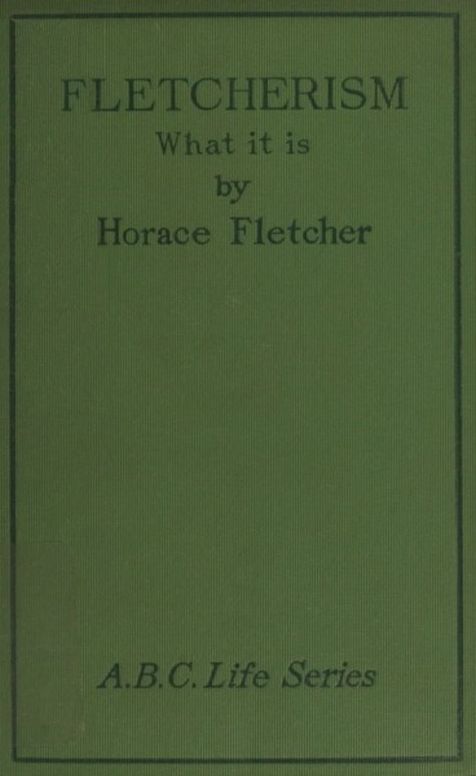 FLETCHERISM
What it is
by
Horace Fletcher
A.B.C. Life Series